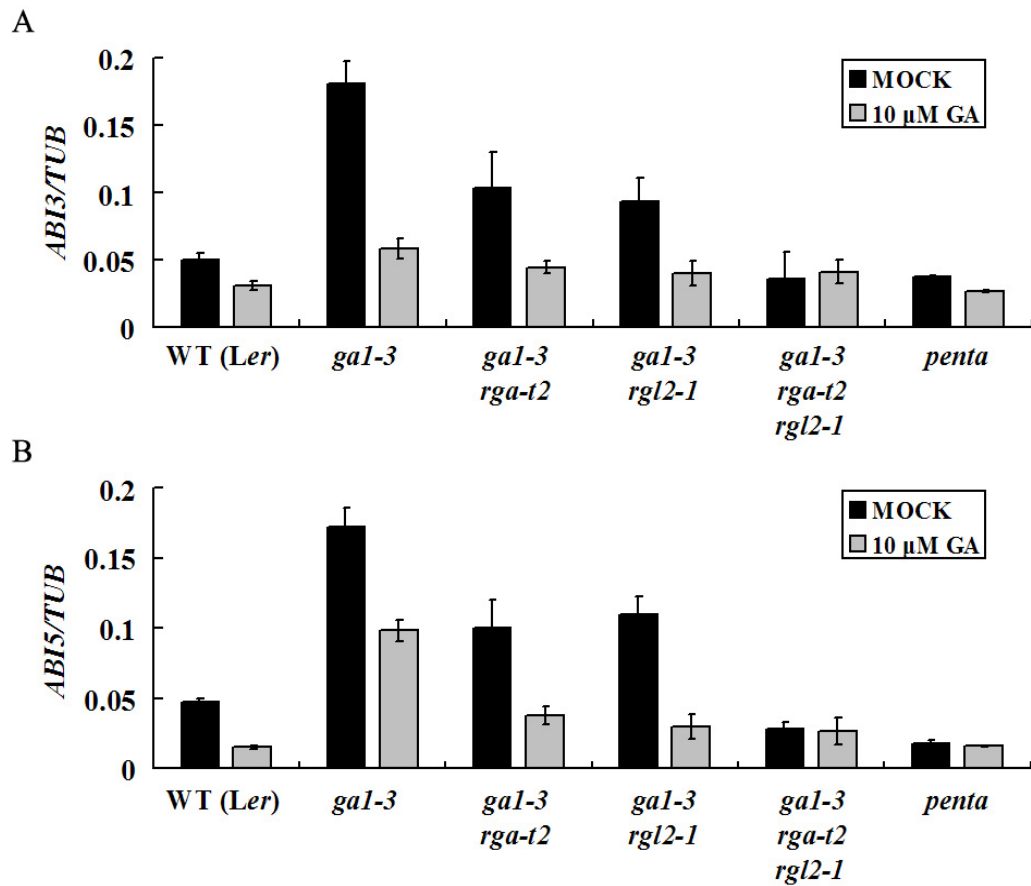 A
0.2
0.15
0.1
0.05
0
ABI3/TUB
MOCK
10 µM GA
WT (Ler)
ga1-3
ga1-3
rga-t2
ga1-3
rgl2-1
ga1-3
rga-t2
rgl2-1
penta
B
0.2
0.15
0.1
0.05
0
ABI5/TUB
MOCK
10 µM GA
WT (Ler)
ga1-3
ga1-3
rga-t2
ga1-3
rgl2-1
ga1-3
rga-t2
rgl2-1
penta